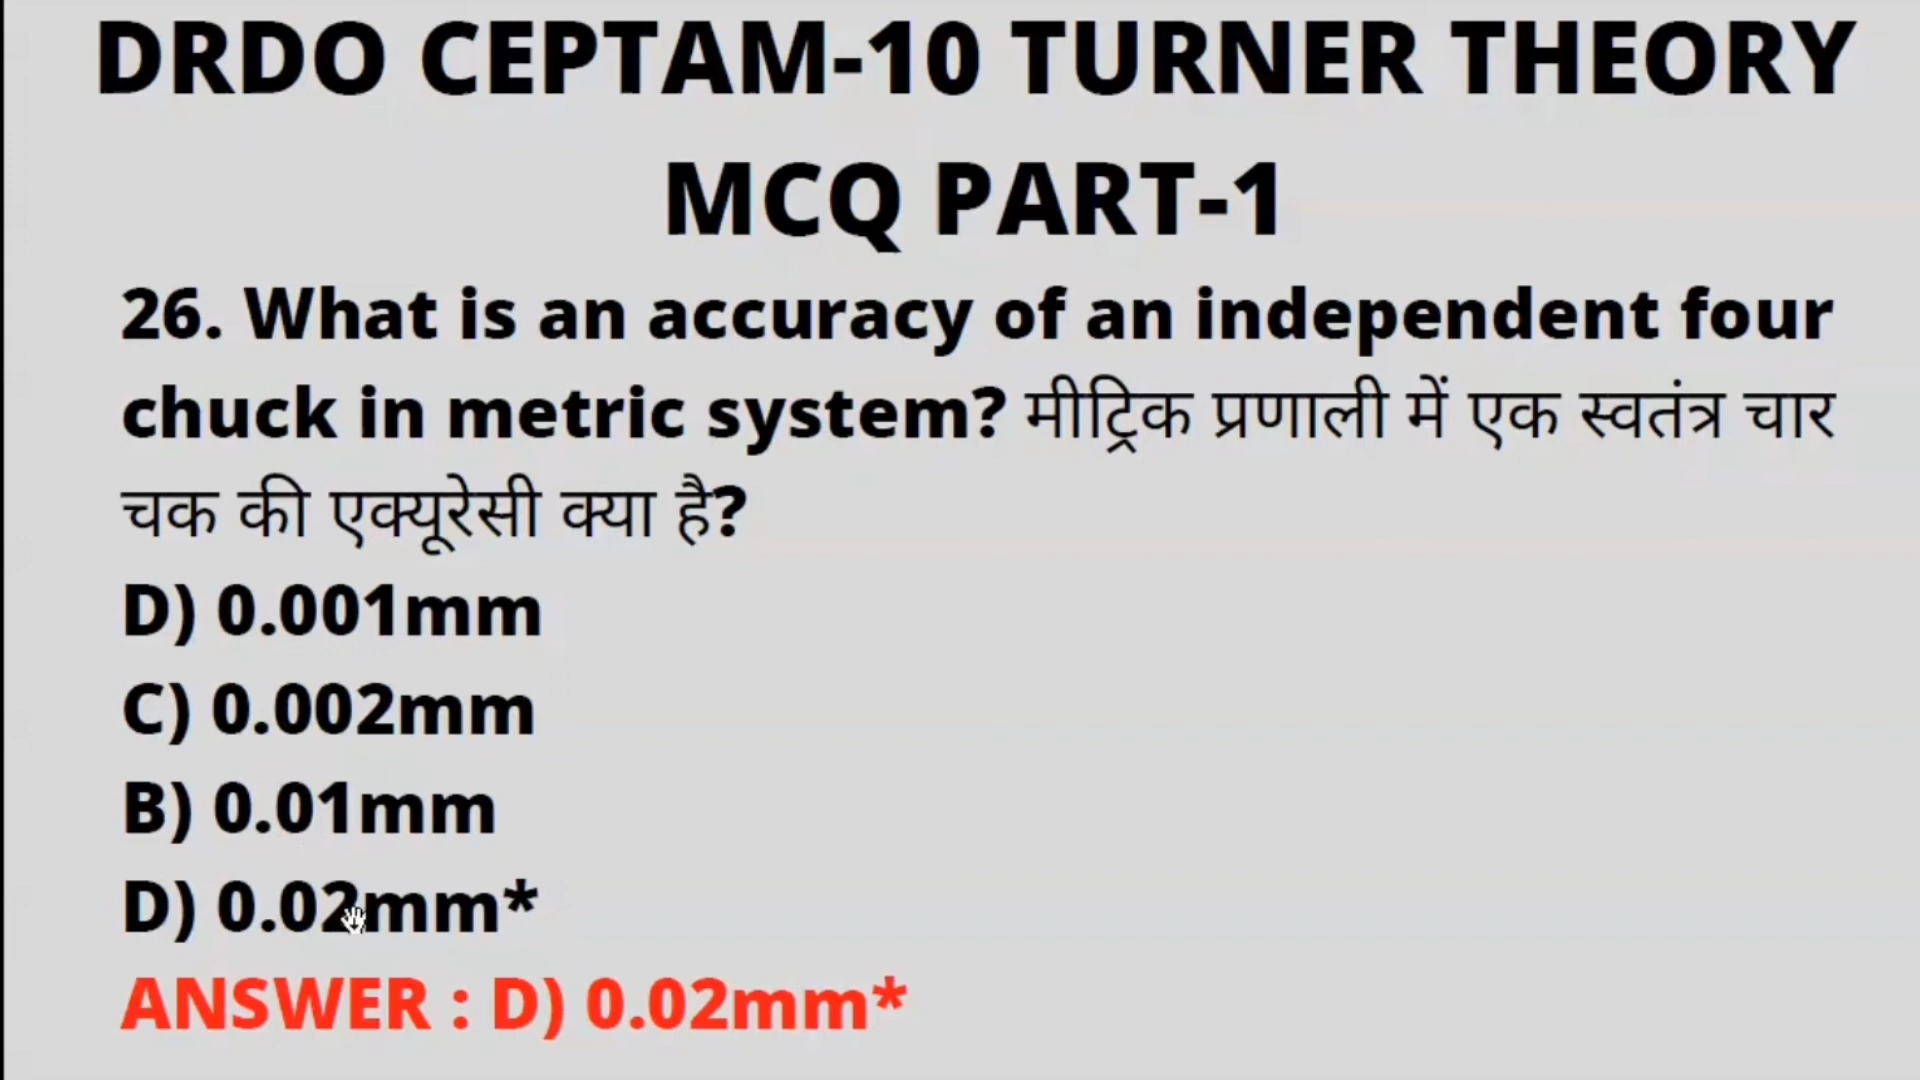 DRDO CEPTAM-10 TURNER THEORY
MCQ PART-1
26. What is an accuracy of an independent four
chuck in metric system? मीट्रिक प्रणाली में एक स्वतंत्र चार
चक की एक्यूरेसी क्या है?
D) 0.001mm
C) 0.002mm
B) 0.01mm
D) 0.02mm*
ANSWER : D) 0.02mm*